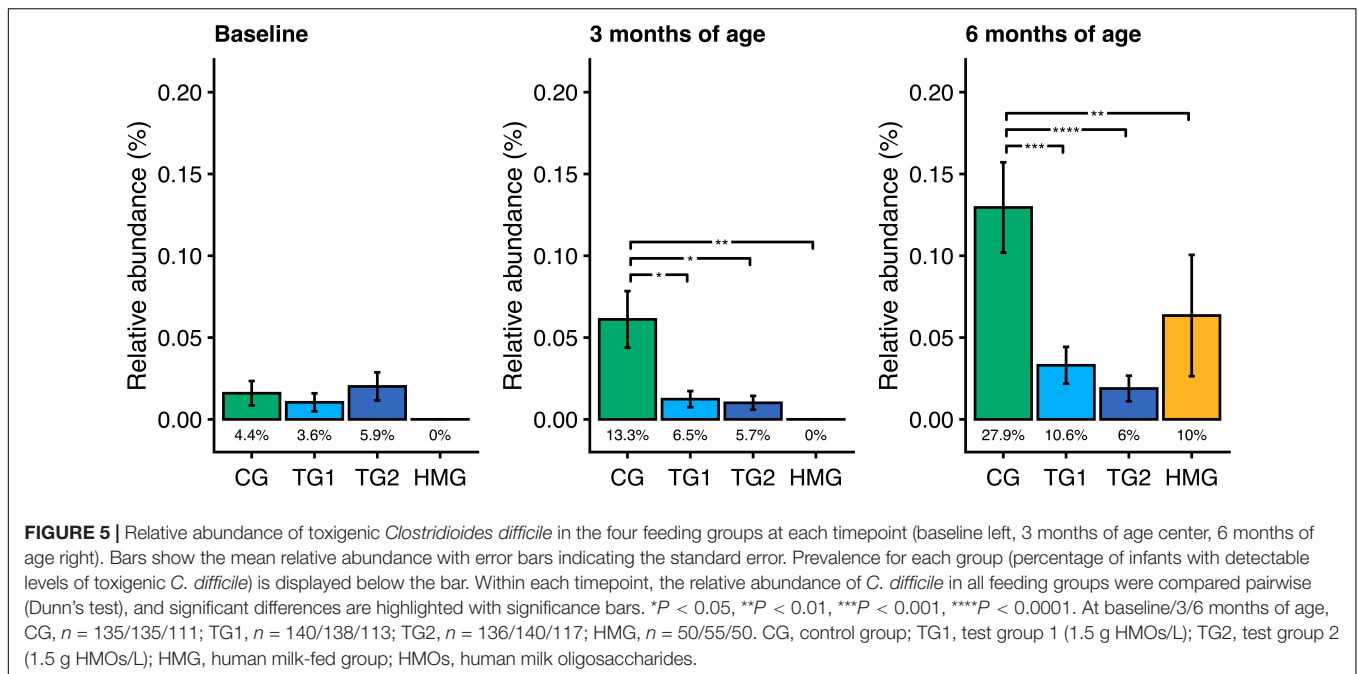 Baseline
3 months of age
6 months of age
Relative abundance (%)
0.20
0.15
0.10
0.05
0.00
4.4% 3.6% 5.9% 0%
CG TG1 TG2 HMG
Relative abundance (%)
0.20
0.15
0.10
0.05
0.00
**
*
*
13.3% 6.5% 5.7% 0%
CG TG1 TG2 HMG
Relative abundance (%)
0.20
0.15
0.10
0.05
0.00
**
****
***
27.9% 10.6% 6% 10%
CG TG1 TG2 HMG
FIGURE 5 | Relative abundance of toxigenic Clostridioides difficile in the four feeding groups at each timepoint (baseline left, 3 months of age center, 6 months of
age right). Bars show the mean relative abundance with error bars indicating the standard error. Prevalence for each group (percentage of infants with detectable
levels of toxigenic C. difficile) is displayed below the bar. Within each timepoint, the relative abundance of C. difficile in all feeding groups were compared pairwise
(Dunn's test), and significant differences are highlighted with significance bars. *P < 0.05, **P < 0.01, ***P < 0.001, ****P < 0.0001. At baseline/3/6 months of age,
CG, n = 135/135/111; TG1, n = 140/138/113; TG2, n = 136/140/117; HMG, n = 50/55/50. CG, control group; TG1, test group 1 (1.5 g HMOs/L); TG2, test group 2
(1.5 g HMOs/L); HMG, human milk-fed group; HMOs, human milk oligosaccharides.